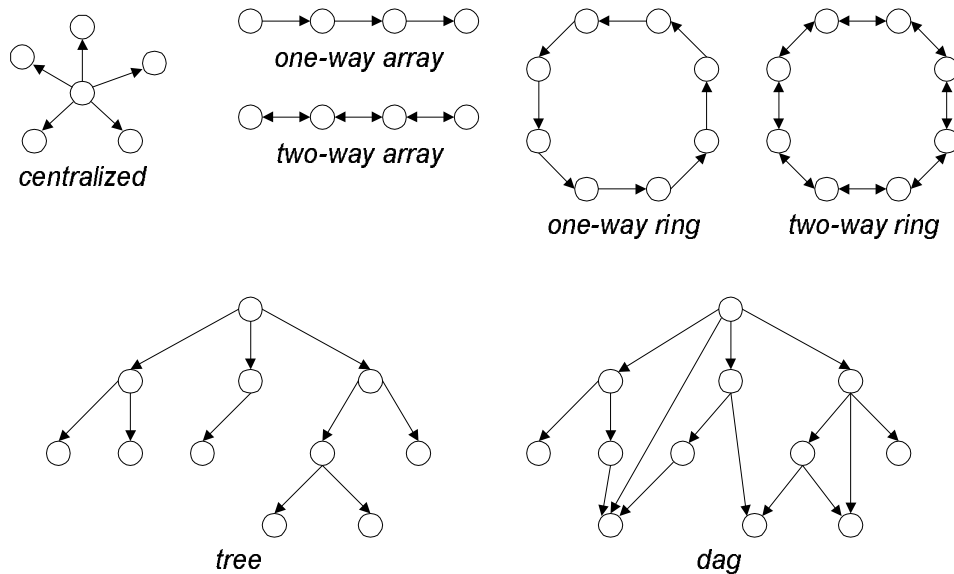 one-way array
two-way array
centralized
one-way ring
two-way ring
tree
dag